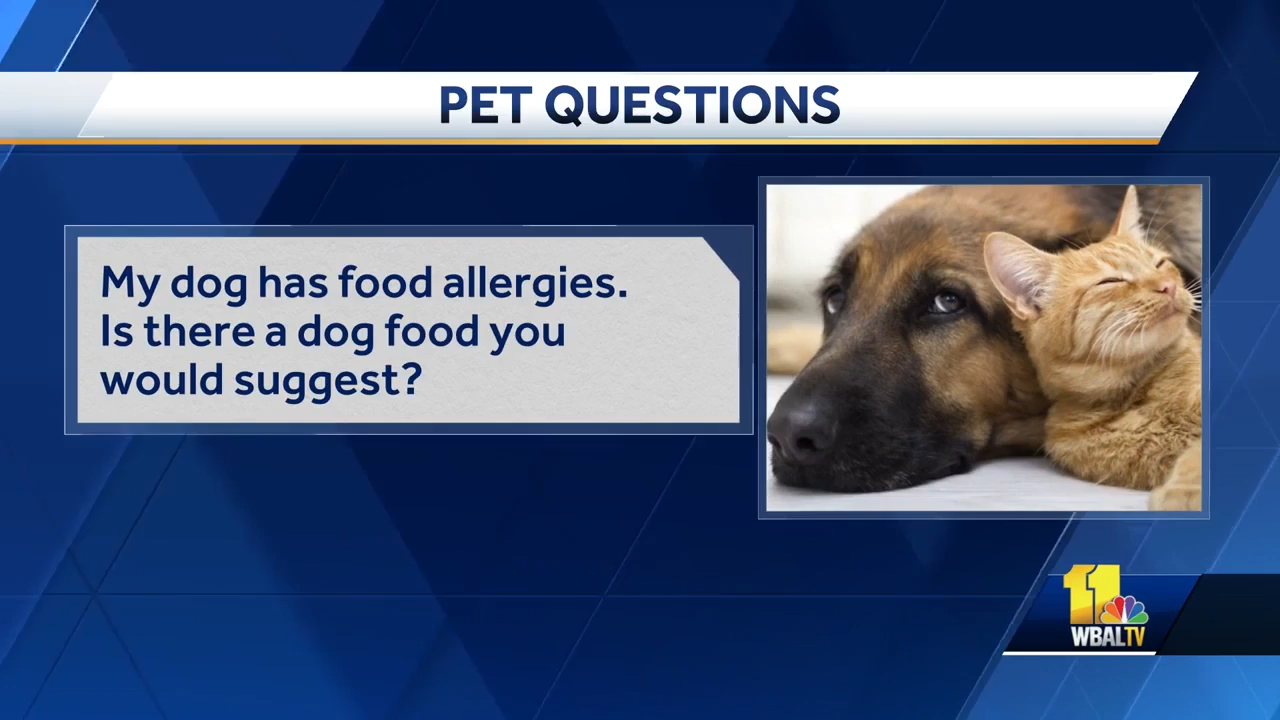 PET QUESTIONS
My dog has food allergies.
Is there a dog food you
would suggest?
11
WBALTV